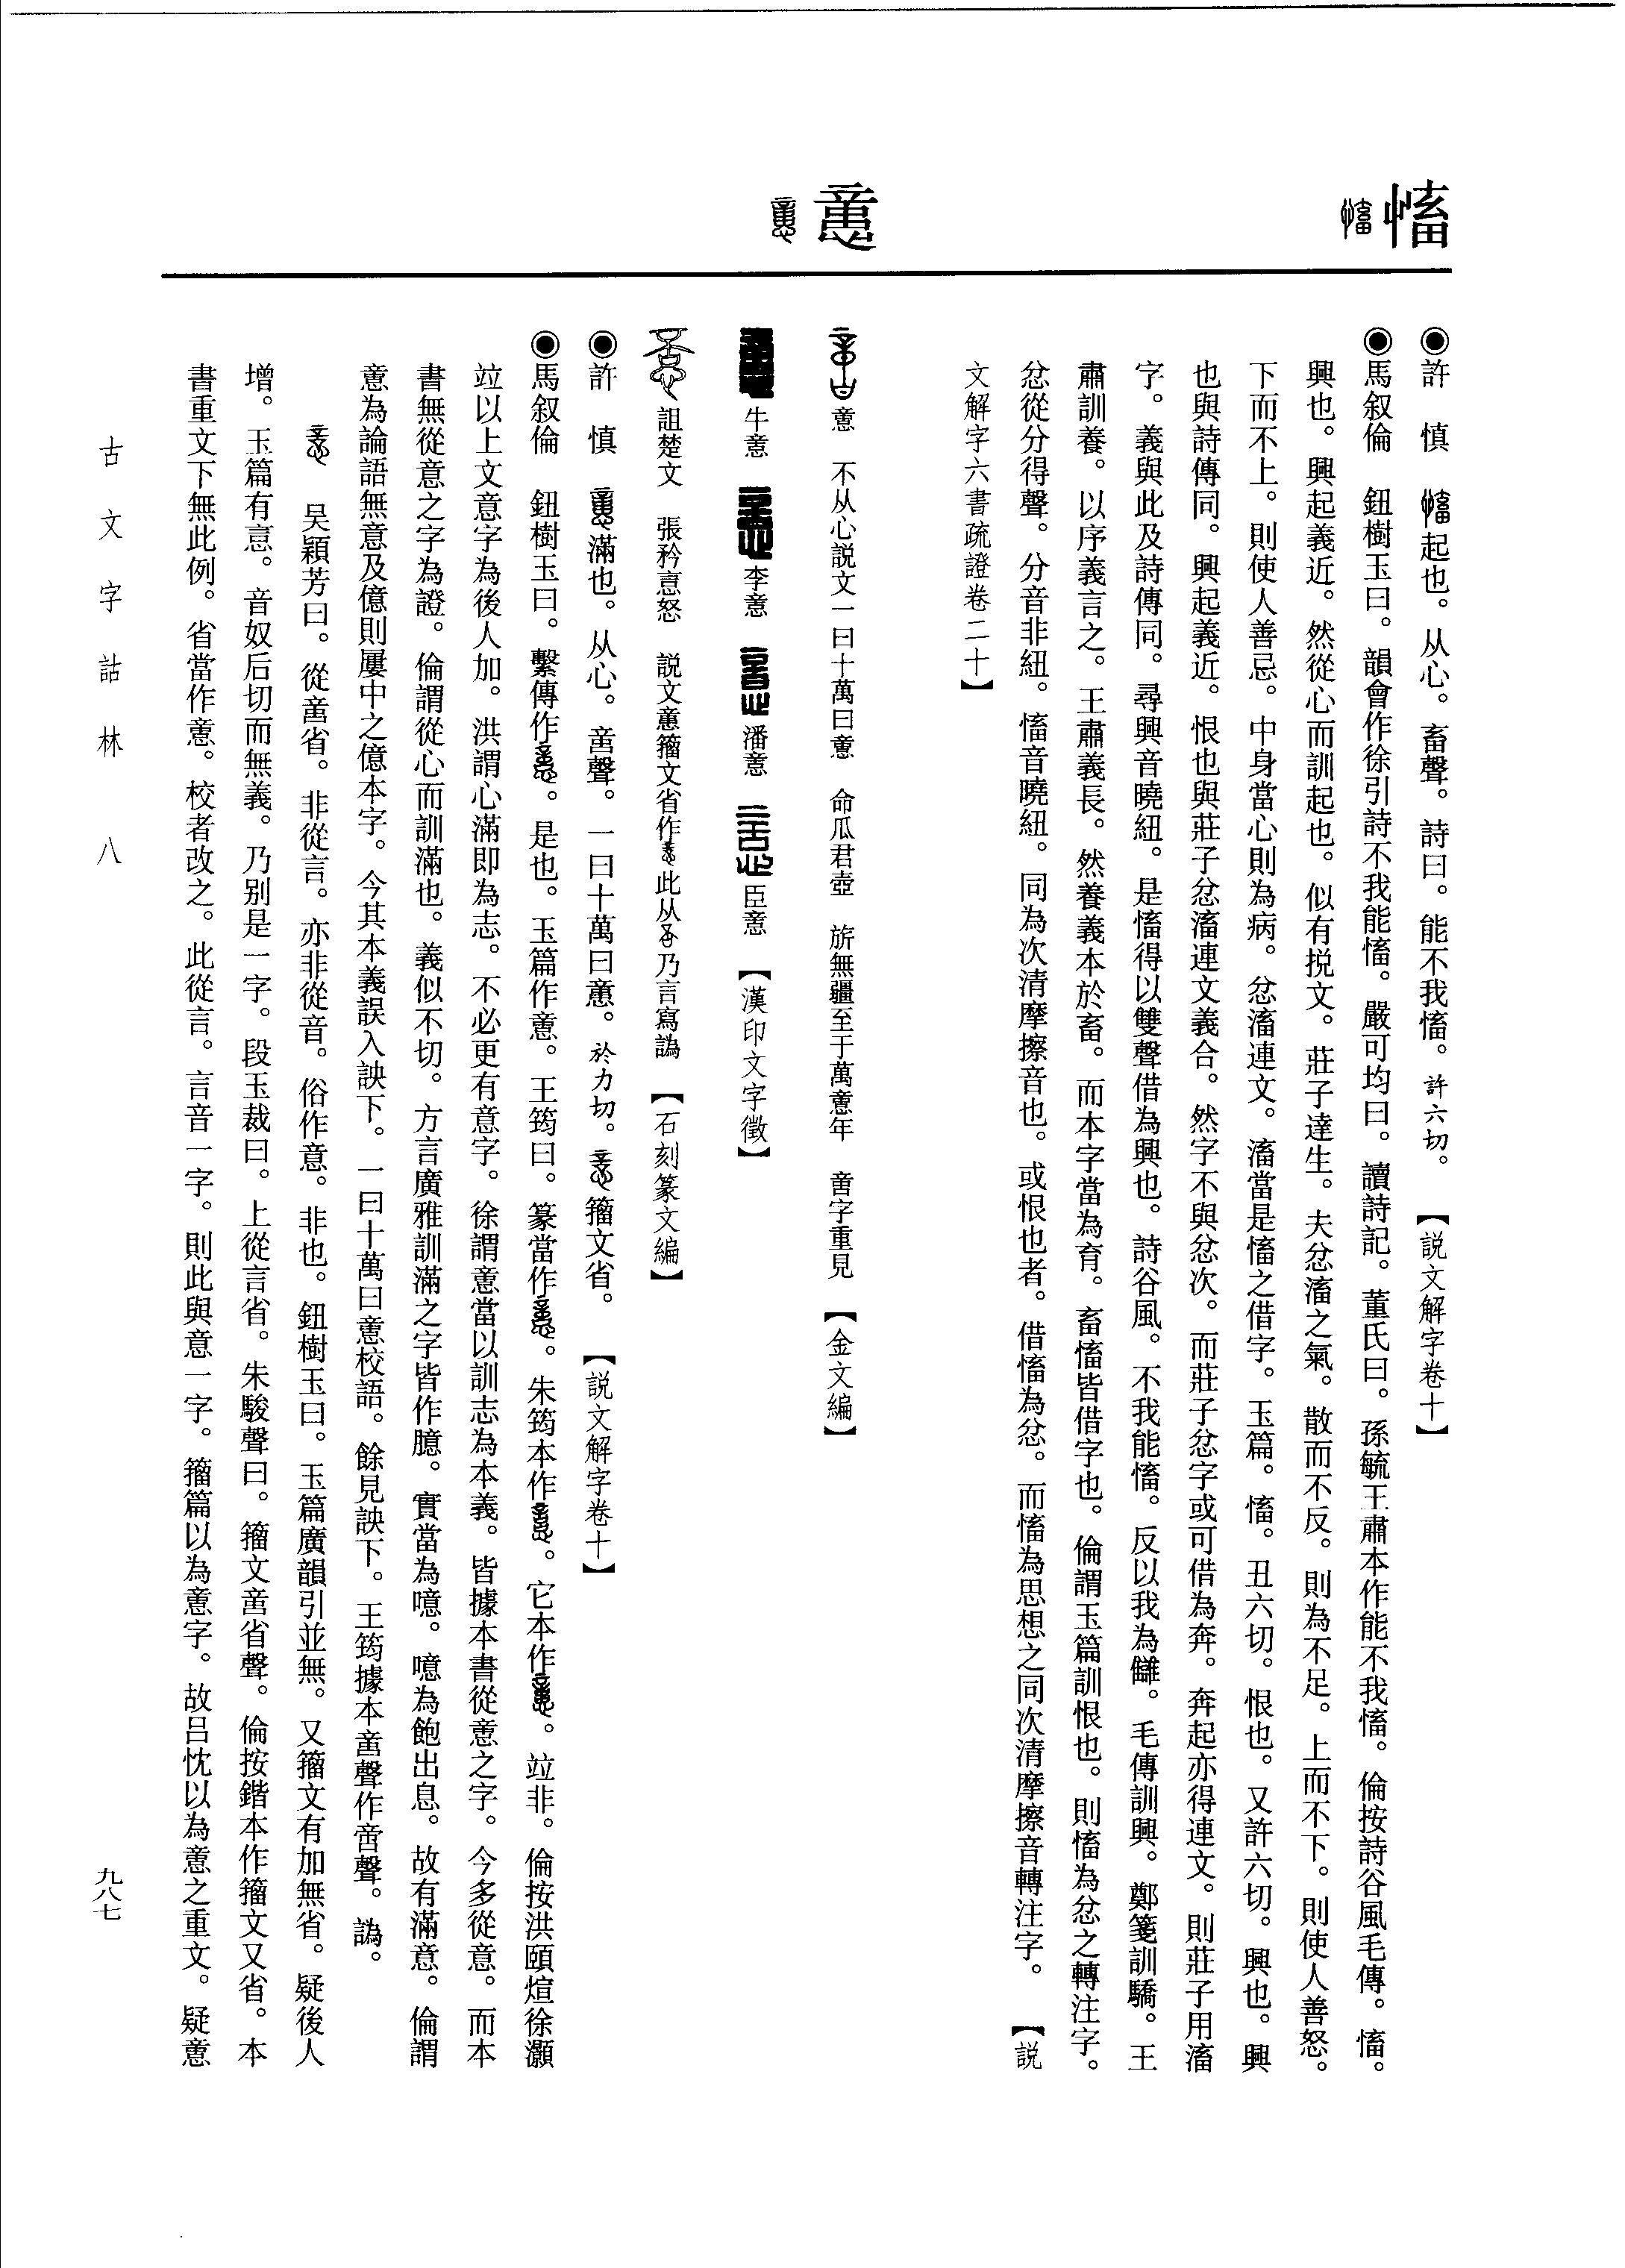 慉
◉許　慎　起也。从心。畜聲。詩曰。能不我慉。許六切。【説文解字卷十】
◉馬叙倫　鈕樹玉曰。韻會作徐引詩不我能慉。嚴可均曰。讀詩記。董氏曰。孫毓王肅本作能不我慉。倫按詩谷風毛傳。慉。
興也。興起義近。然從心而訓起也。似有挩文。莊子達生。夫忿滀之氣。散而不反。則為不足。上而不下。則使人善怒。
下而不上。則使人善忌。中身當心則為病。忿滀連文。滀當是慉之借字。玉篇。慉。丑六切。恨也。又許六切。興也。興
也與詩傳同。興起義近。恨也與莊子忿滀連文義合。然字不與忿次。而莊子忿字或可借為奔。奔起亦得連文。則莊子用滀
字。義與此及詩傳同。尋興音曉紐。是慉得以雙聲借為興也。詩谷風。不我能慉。反以我為讎。毛傳訓興。鄭箋訓驕。王
肅訓養。以序義言之。王肅義長。然養義本於畜。而本字當為育。畜慉皆借字也。倫謂玉篇訓恨也。則慉為忿之轉注字。
忿從分得聲。分音非紐。慉音曉紐。同為次清摩擦音也。或恨也者。借慉為忿。而慉為思想之同次清摩擦音轉注字。【説
文解字六書疏證卷二十】
意
意　不从心説文一曰十萬曰意　命瓜君壺　旂無疆至于萬意年　啻字重見【金文編】
牛意　李意　潘意　臣意【漢印文字徵】
詛楚文　張矜意怒　説文籀文省作此从乃言寫譌【石刻篆文編】
◉許　慎　滿也。从心。聲。一曰十萬曰。於力切。籀文省。【説文解字卷十】
◉馬叙倫　鈕樹玉曰。繫傳作。是也。玉篇作。王筠曰。篆當作。朱筠本作。它本作。竝非。倫按洪頤煊徐灝
竝以上文意字為後人加。洪謂心滿即為志。不必更有意字。徐謂意當以訓志為本義。皆據本書從意之字。今多從意。而本
書無從意之字為證。倫謂從心而訓滿也。義似不切。方言廣雅訓滿之字皆作臆。實當為噫。噫為飽出息。故有滿意。倫謂
意為論語無意及億則屢中之億本字。今其本義誤入訣下。一曰十萬曰意校語。餘見訣下。王筠據本聲作啻聲。譌。
吴穎芳曰。從省。非從言。亦非從音。俗作意。非也。鈕樹玉曰。玉篇廣韻引並無。又籀文有加無省。疑後人
增。玉篇有。音奴后切而無義。乃别是一字。段玉裁曰。上從言省。朱駿聲曰。籀文省聲。倫按鍇本作籀文又省。本
書重文下無此例。省當作意。校者改之。此從言。言音一字。則此與意一字。籀篇以為意字。故吕忱以為意之重文。疑意
古文字詁林　八
九八七